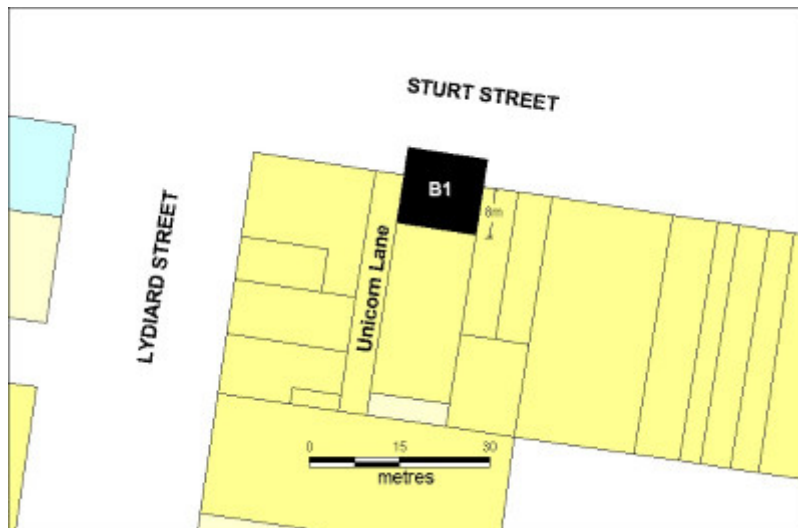 STURT STREET
B1
8m
LYDIARD STREET
Unicorn Lane
0 15 30
metres